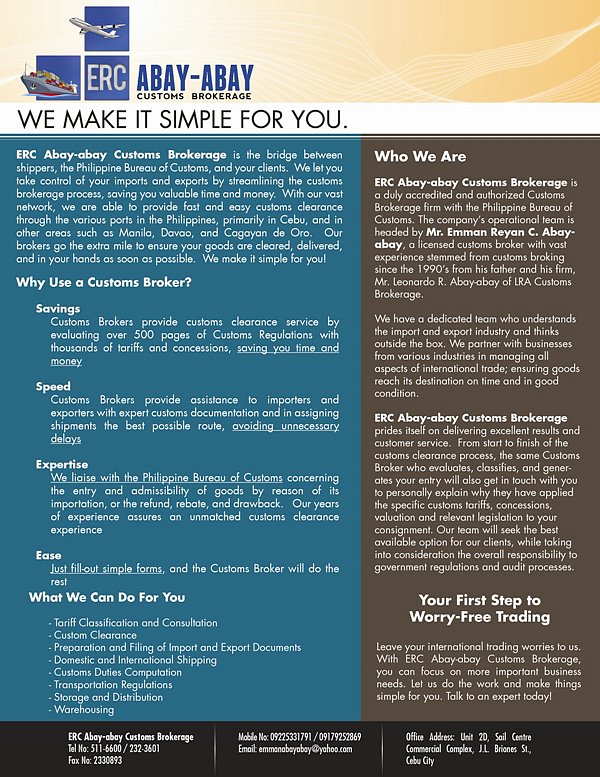 ERC ABAY-ABAY
CUSTOMS BROKERAGE
WE MAKE IT SIMPLE FOR YOU.
ERC Abay-abay Customs Brokerage is the bridge between
shippers, the Philippine Bureau of Customs, and your clients. We let you
take control of your imports and exports by streamlining the customs
brokerage process, saving you valuable time and money. With our vast
network, we are able to provide fast and easy customs clearance
through the various ports in the Philippines, primarily in Cebu, and in
other areas such as Manila, Davao, and Cagayan de Oro. Our
brokers go the extra mile to ensure your goods are cleared, delivered,
and in your hands as soon as possible. We make it simple for you!
Why Use a Customs Broker?
Savings
Customs Brokers provide customs clearance service by
evaluating over 500 pages of Customs Regulations with
thousands of tariffs and concessions, saving you time and
money
Speed
Customs Brokers provide assistance to importers and
exporters with expert customs documentation and in assigning
shipments the best possible route, avoiding unnecessary
delays
Expertise
We liaise with the Philippine Bureau of Customs concerning
the entry and admissibility of goods by reason of its
importation, or the refund, rebate, and drawback. Our years
of experience assures an unmatched customs clearance
experience
Ease
Just fill-out simple forms, and the Customs Broker will do the
rest
What We Can Do For You
- Tariff Classification and Consultation
- Custom Clearance
- Preparation and Filing of Import and Export Documents
- Domestic and International Shipping
- Customs Duties Computation
- Transportation Regulations
- Storage and Distribution
- Warehousing
Who We Are
ERC Abay-abay Customs Brokerage is
a duly accredited and authorized Customs
Brokerage firm with the Philippine Bureau of
Customs. The company's operational team is
headed by Mr. Emman Reyan C. Abay-
abay, a licensed customs broker with vast
experience stemmed from customs broking
since the 1990's from his father and his firm,
Mr. Leonardo R. Abay-abay of LRA Customs
Brokerage.
We have a dedicated team who understands
the import and export industry and thinks
outside the box. We partner with businesses
from various industries in managing all
aspects of international trade; ensuring goods
reach its destination on time and in good
condition.
ERC Abay-abay Customs Brokerage
prides itself on delivering excellent results and
customer service. From start to finish of the
customs clearance process, the same Customs
Broker who evaluates, classifies, and gener-
ates your entry will also get in touch with you
to personally explain why they have applied
the specific customs tariffs, concessions,
valuation and relevant legislation to your
consignment. Our team will seek the best
available option for our clients, while taking
into consideration the overall responsibility to
government regulations and audit processes.
Your First Step to
Worry-Free Trading
Leave your international trading worries to us.
With ERC Abay-abay Customs Brokerage,
you can focus on more important business
needs. Let us do the work and make things
simple for you. Talk to an expert today!
ERC Abay-abay Customs Brokerage
Tel No: 511-6600 / 232-3601
Fax No: 2330893
Mobile No: 09225331791 / 09179252869
Email: emmanabayabay@yahoo.com
Office Address: Unit 2D, Sail Centre
Commercial Complex, J.L. Briones St.,
Cebu City